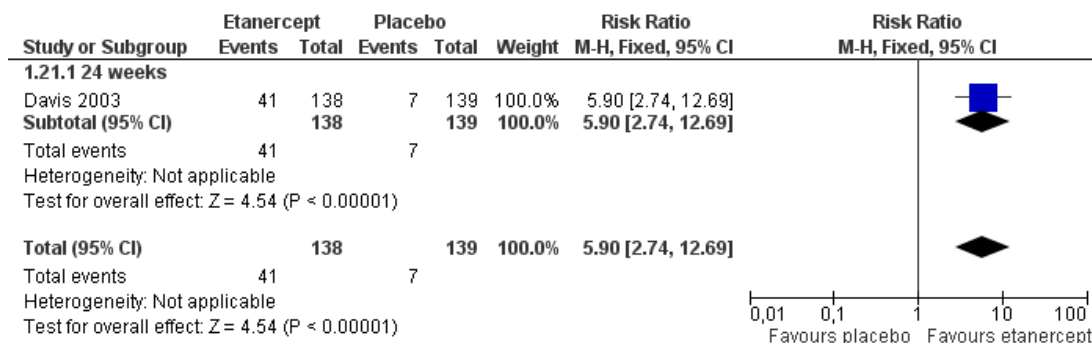 Etanercept Placebo Risk Ratio Risk Ratio
Study or Subgroup Events Total Events Total Weight M-H, Fixed, 95% CI M-H, Fixed, 95% CI
1.21.1 24 weeks
Davis 2003 41 138 7 139 100.0% 5.90 [2.74, 12.69]
Subtotal (95% CI) 138 139 100.0% 5.90 [2.74, 12.69]
Total events 41 7
Heterogeneity: Not applicable
Test for overall effect: Z = 4.54 (P < 0.00001)
Total (95% CI) 138 139 100.0% 5.90 [2.74, 12.69]
Total events 41 7
Heterogeneity: Not applicable
Test for overall effect: Z = 4.54 (P < 0.00001)
0,01 0,1 1 10 100
Favours placebo Favours etanercept